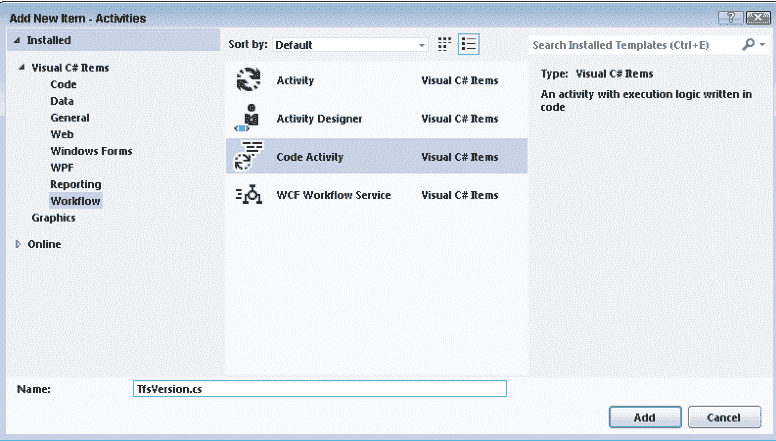 Add New Item - Activities
Installed
Visual C# Items
Code
Data
General
Web
Windows Forms
WPF
Reporting
Workflow
Graphics
Online
Sort by: Default
Search Installed Templates (Ctrl+E)
Activity Visual C# Items
Activity Designer Visual C# Items
Code Activity Visual C# Items
WCF Workflow Service Visual C# Items
Type: Visual C# Items
An activity with execution logic written in
code
Name: TfsVersion.cs
Add Cancel